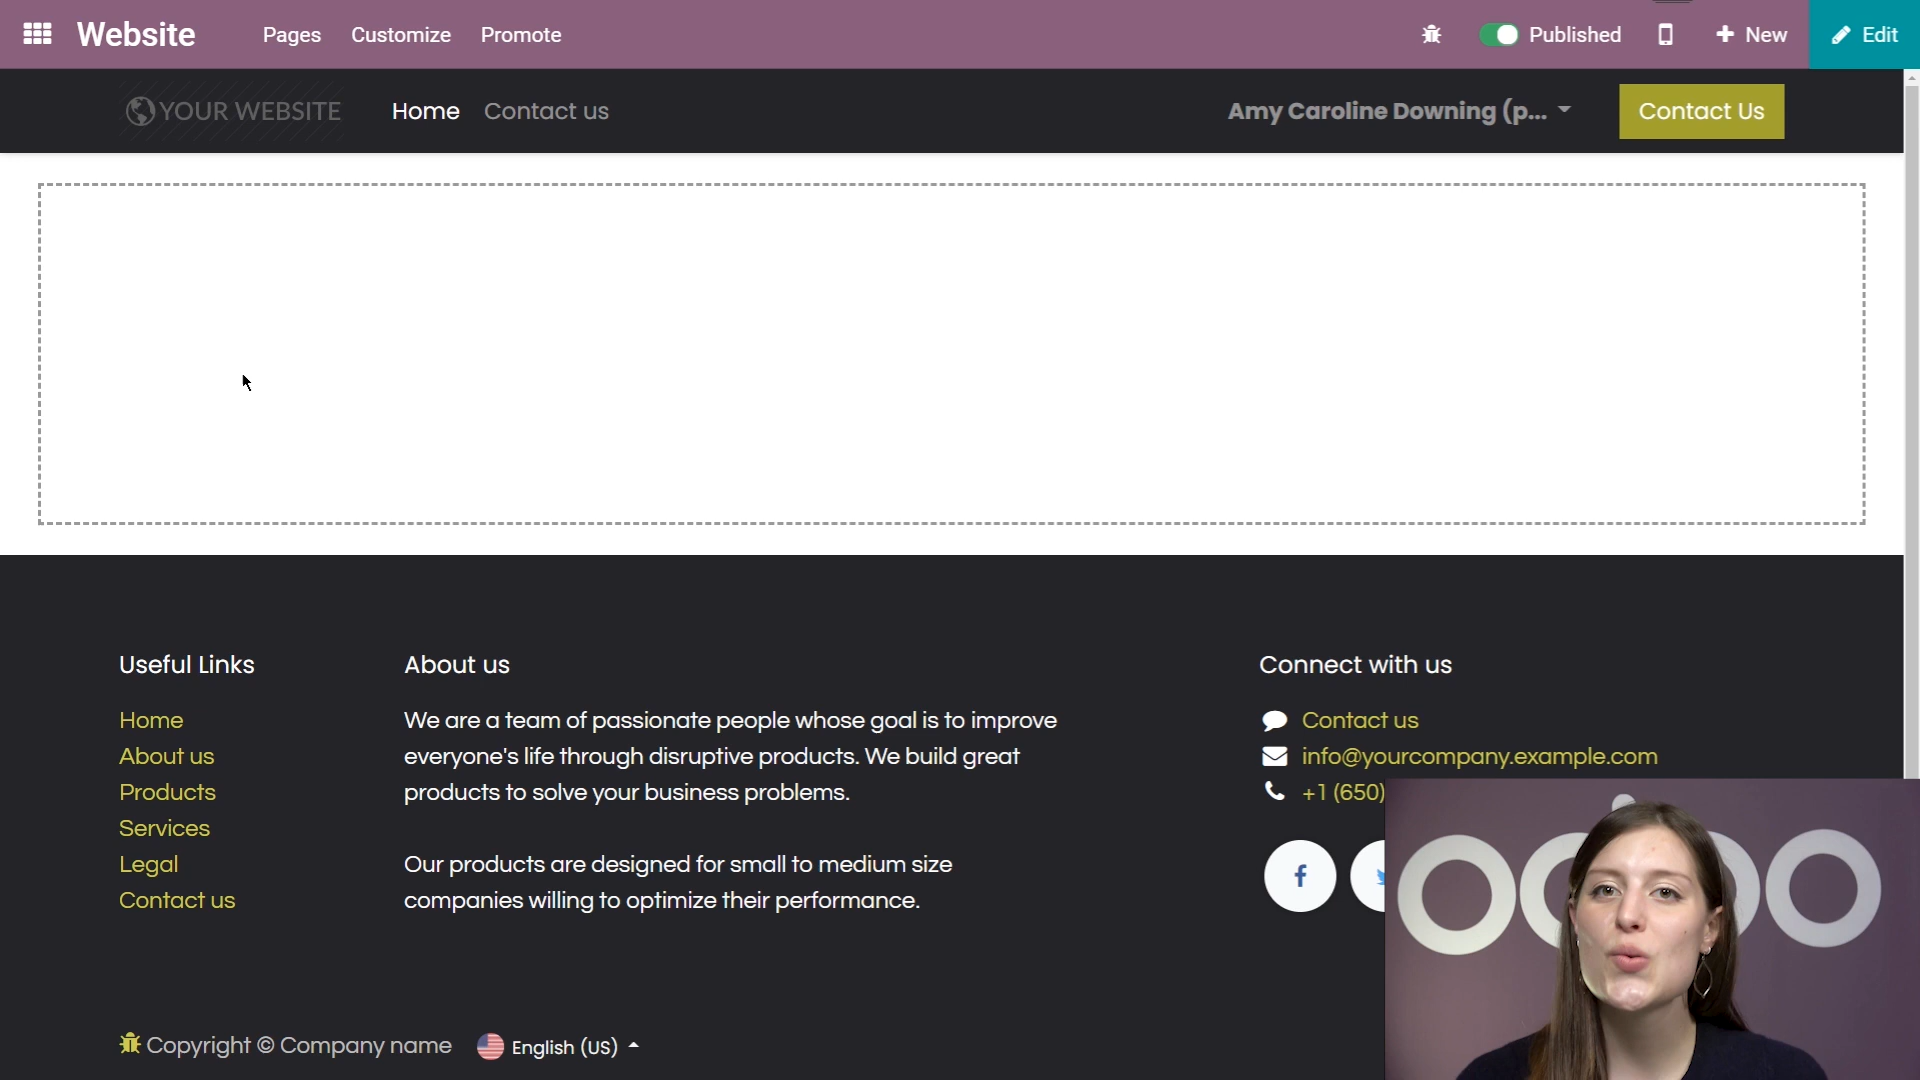 Website Pages Customize Promote Published New Edit
YOUR WEBSITE Home Contact us Amy Caroline Downing (p... Contact Us
Useful Links
Home
About us
Products
Services
Legal
Contact us
About us
We are a team of passionate people whose goal is to improve
everyone's life through disruptive products. We build great
products to solve your business problems.
Our products are designed for small to medium size
companies willing to optimize their performance.
Connect with us
Contact us
info@yourcompany.example.com
+1 (650)
Copyright © Company name English (US)